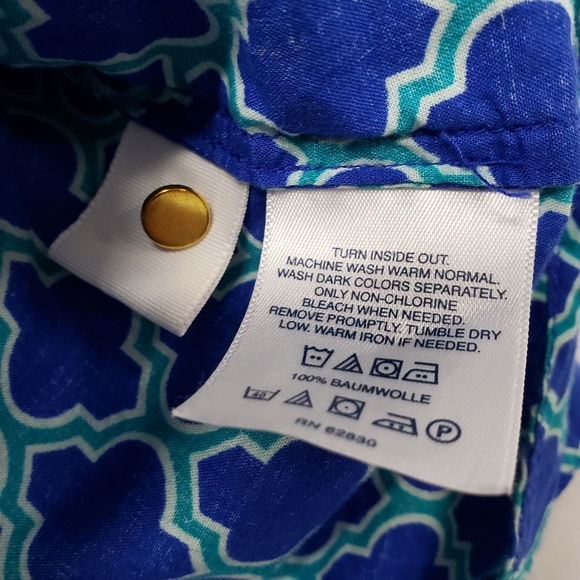 TURN INSIDE OUT.
MACHINE WASH WARM NORMAL.
WASH DARK COLORS SEPARATELY.
ONLY NON-CHLORINE
BLEACH WHEN NEEDED.
REMOVE PROMPTLY. TUMBLE DRY
LOW. WARM IRON IF NEEDED.
100% BAUMWOLLE
40 P
RN 62830